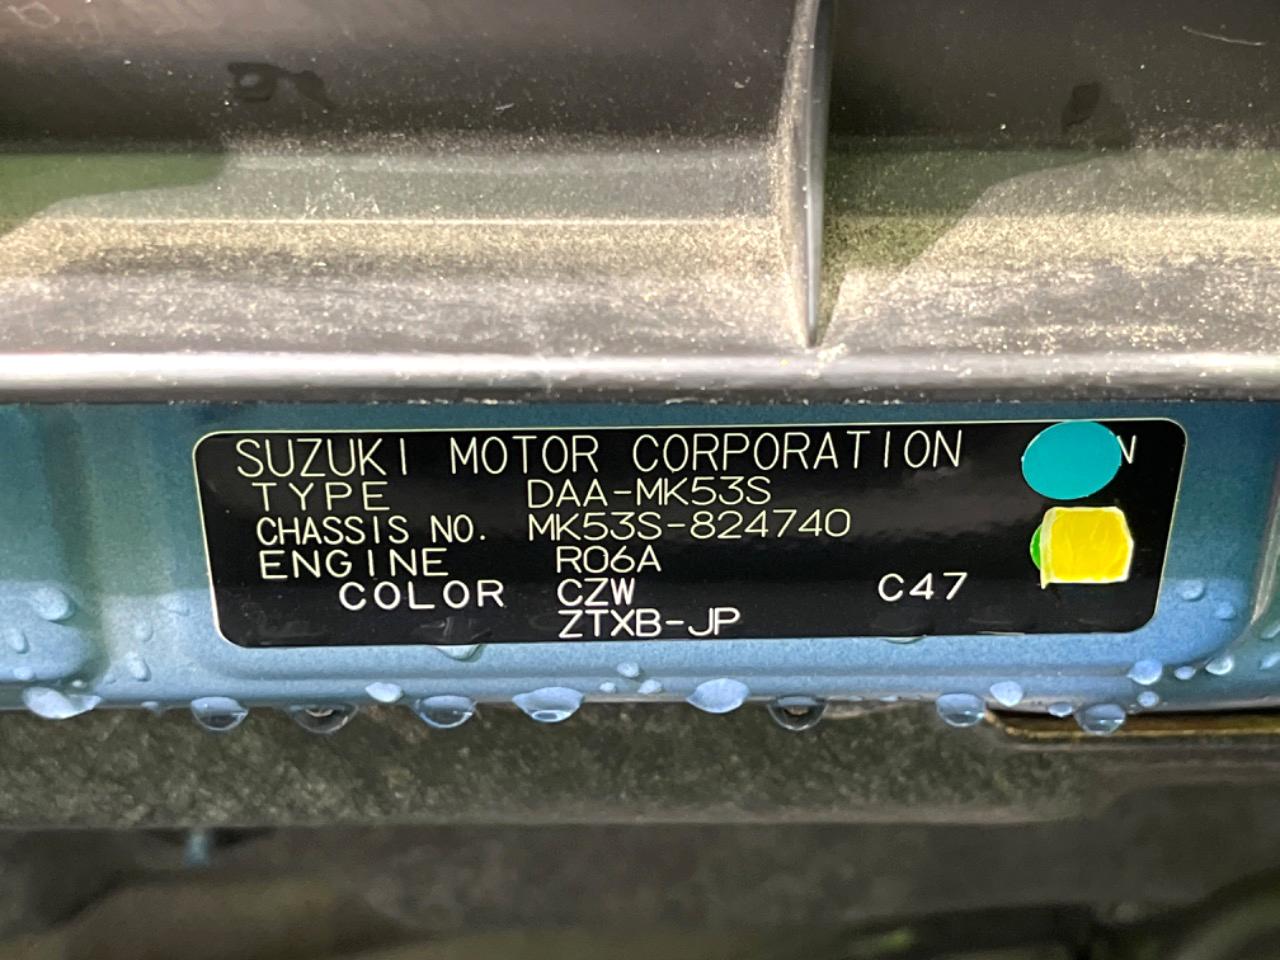 SUZUKI MOTOR CORPORATION
TYPE DAA-MK53S
CHASSIS NO. MK53S-824740
ENGINE R06A
COLOR CZW C47
ZTXB-JP